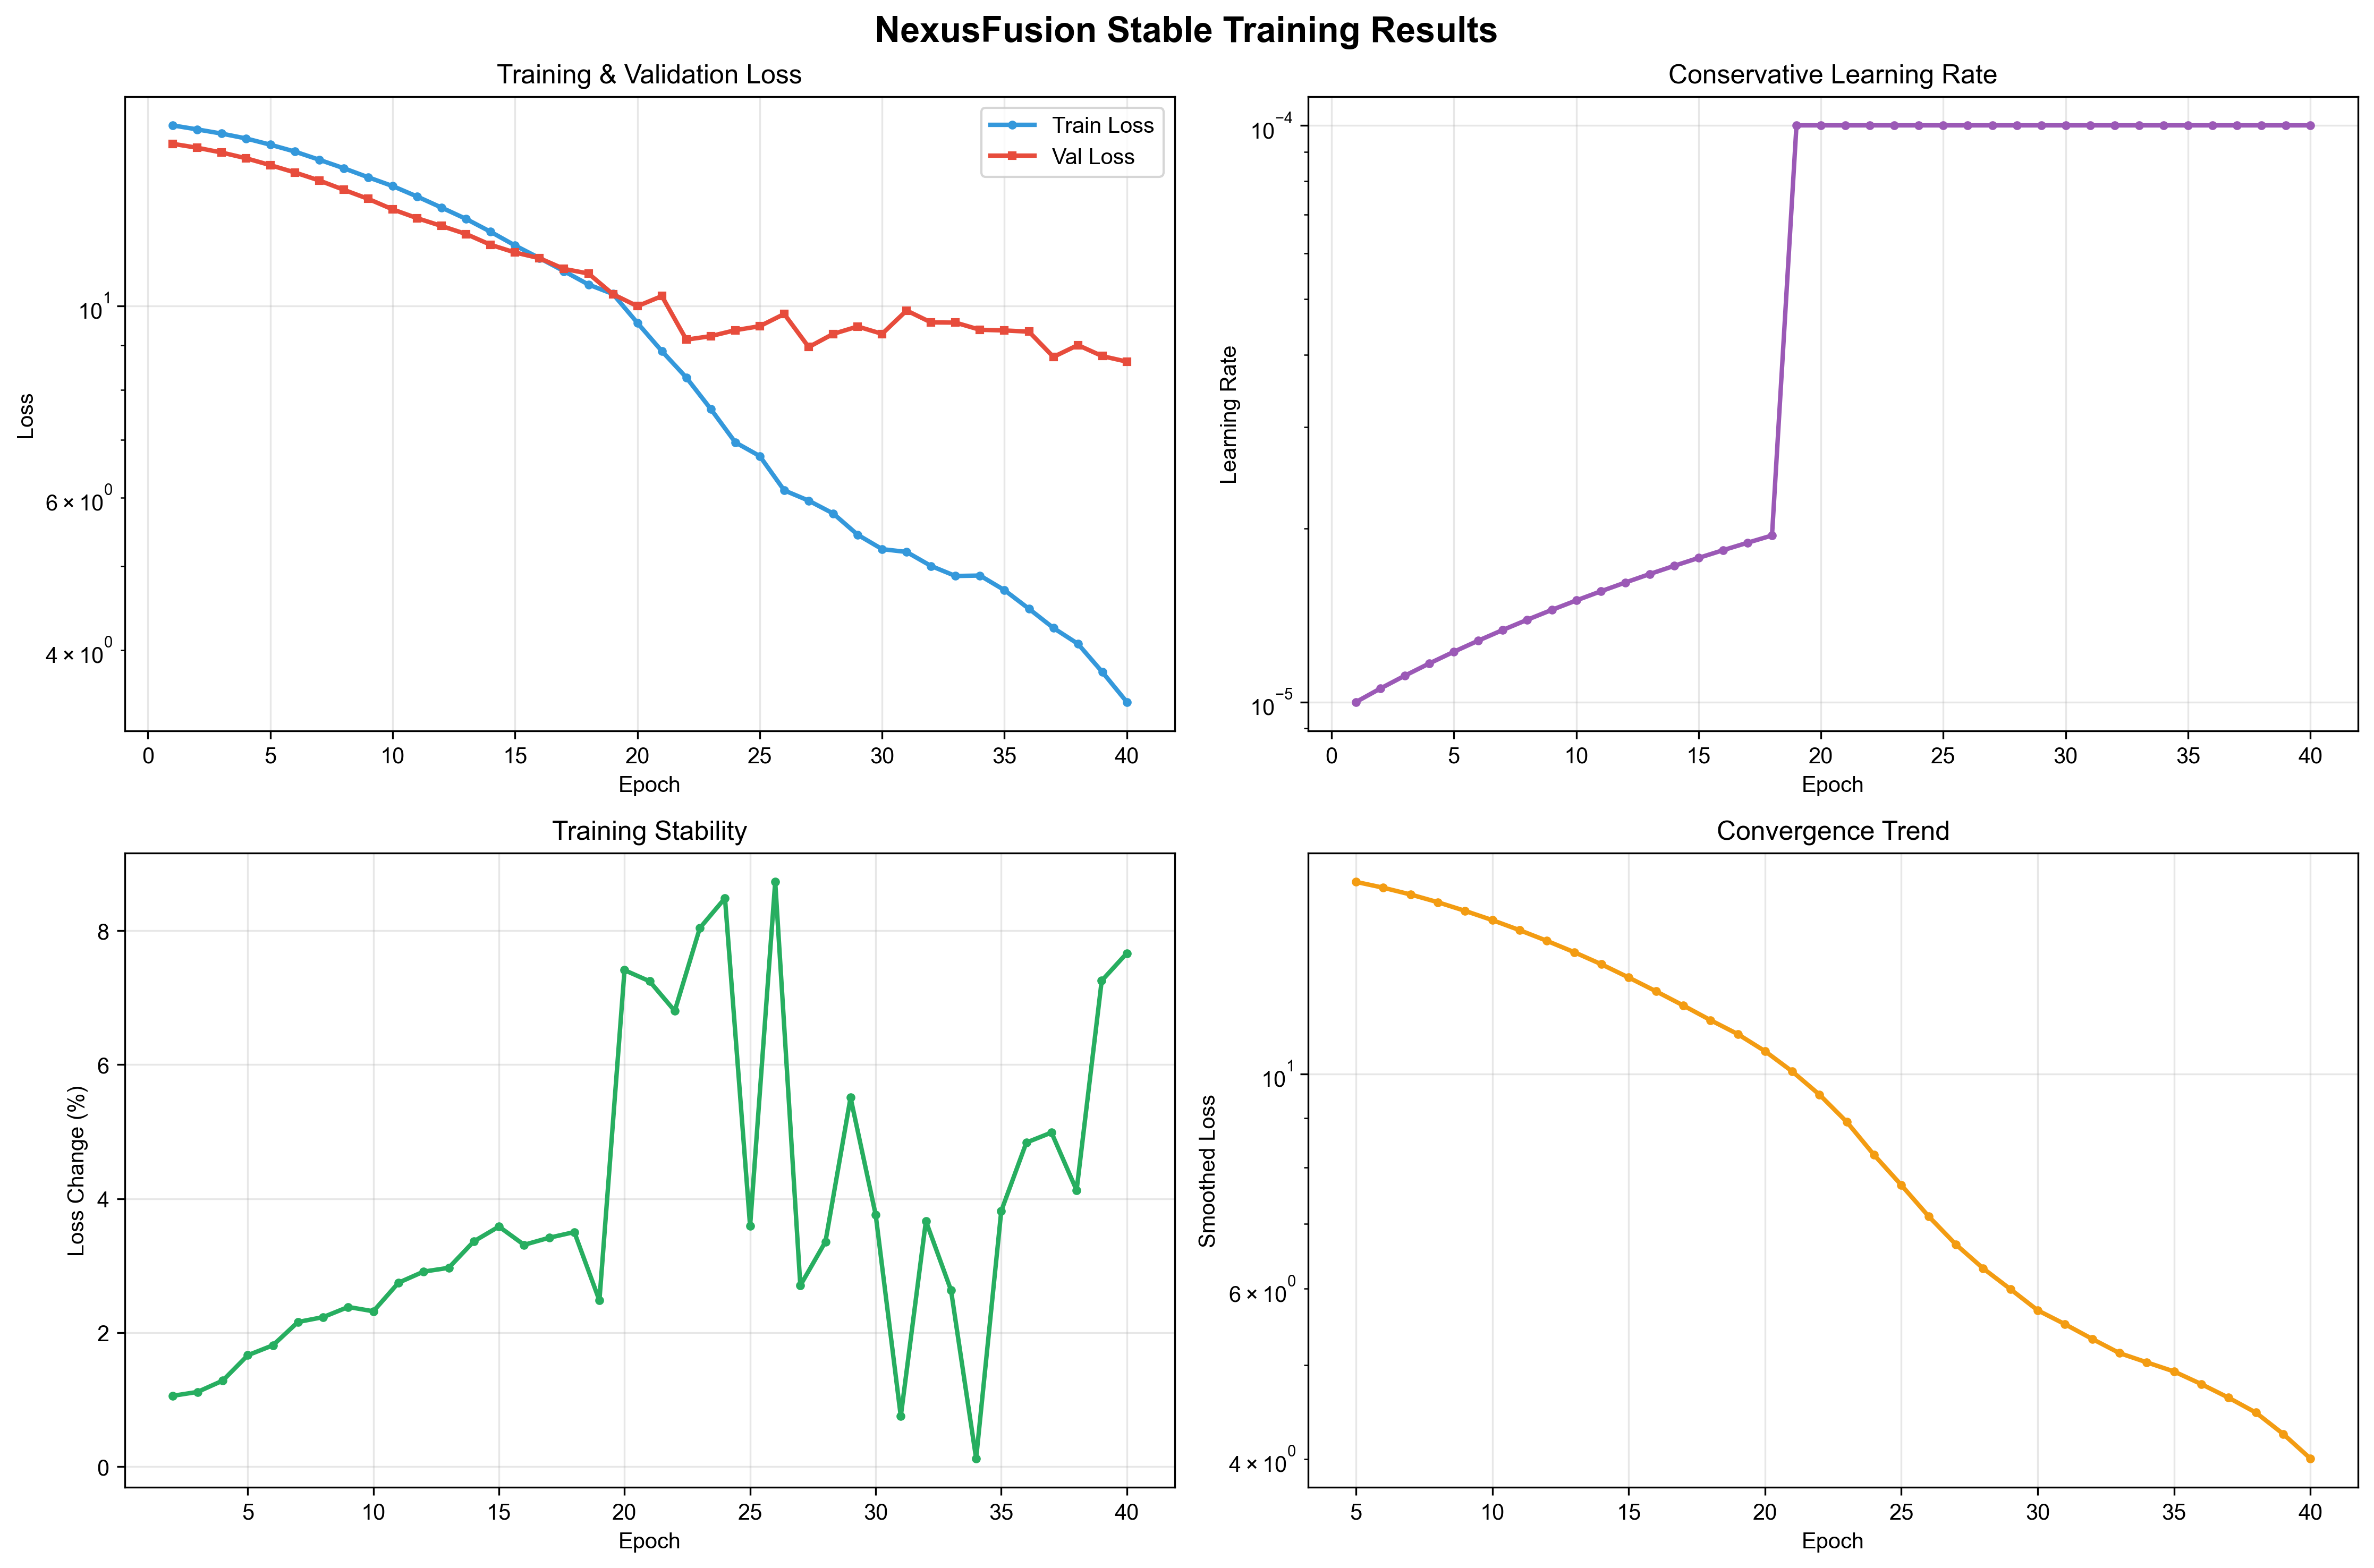 NexusFusion Stable Training Results
Training & Validation Loss
Train Loss
Val Loss
10^1
6 × 10^0
4 × 10^0
Loss
0 5 10 15 20 25 30 35 40
Epoch
Conservative Learning Rate
10^−4
10^−5
Learning Rate
0 5 10 15 20 25 30 35 40
Epoch
Training Stability
8
6
4
2
0
Loss Change (%)
5 10 15 20 25 30 35 40
Epoch
Convergence Trend
10^1
6 × 10^0
4 × 10^0
Smoothed Loss
5 10 15 20 25 30 35 40
Epoch